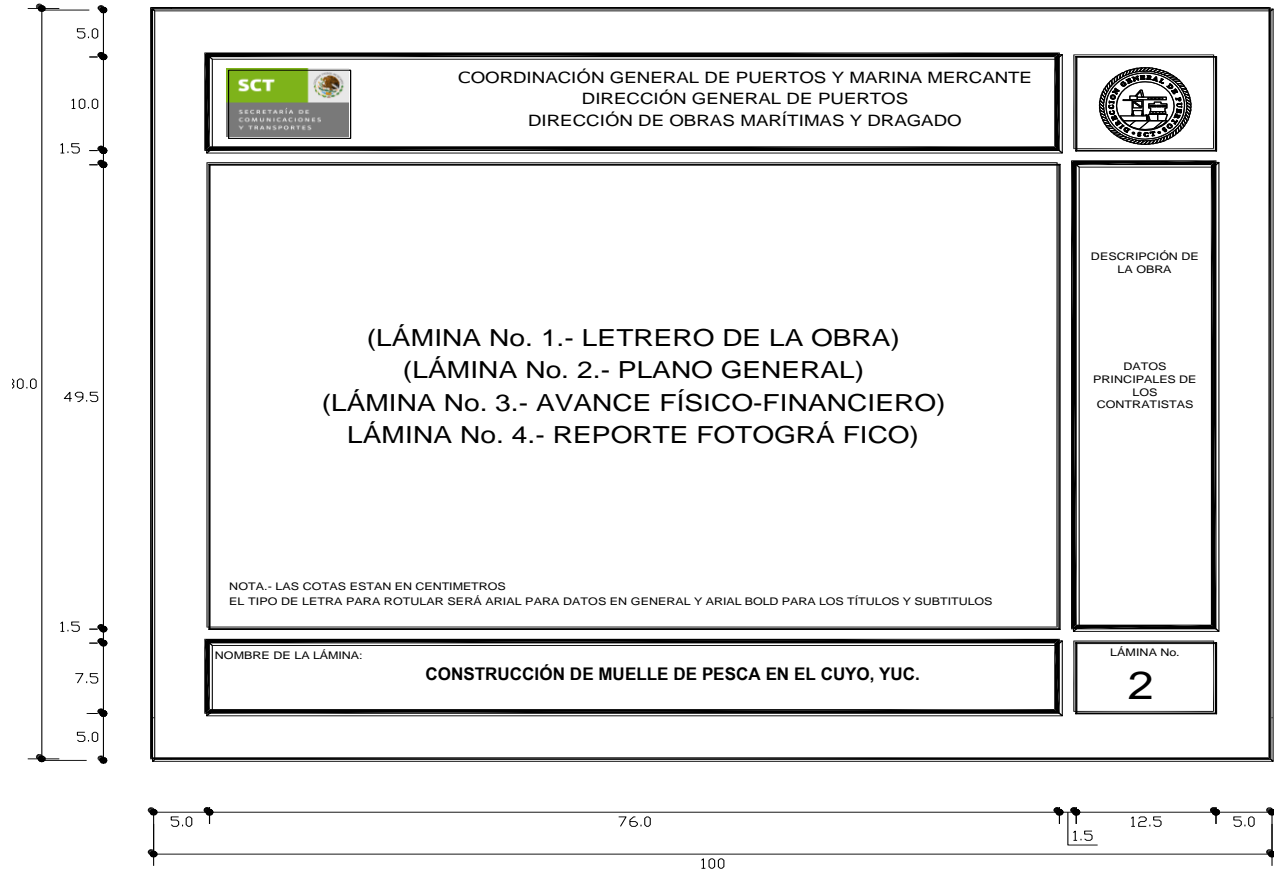 5.0
10.0
1.5
49.5
1.5
7.5
5.0
SCT
SECRETARÍA DE
COMUNICACIONES
Y TRANSPORTES
COORDINACIÓN GENERAL DE PUERTOS Y MARINA MERCANTE
DIRECCIÓN GENERAL DE PUERTOS
DIRECCIÓN DE OBRAS MARÍTIMAS Y DRAGADO
DIRECCIÓN GENERAL DE PUERTOS
SCT
(LÁMINA No. 1.- LETRERO DE LA OBRA)
(LÁMINA No. 2.- PLANO GENERAL)
(LÁMINA No. 3.- AVANCE FÍSICO-FINANCIERO)
LÁMINA No. 4.- REPORTE FOTOGRÁ FICO)
NOTA.- LAS COTAS ESTAN EN CENTIMETROS
EL TIPO DE LETRA PARA ROTULAR SERÁ ARIAL PARA DATOS EN GENERAL Y ARIAL BOLD PARA LOS TÍTULOS Y SUBTITULOS
DESCRIPCIÓN DE
LA OBRA
DATOS
PRINCIPALES DE
LOS
CONTRATISTAS
NOMBRE DE LA LÁMINA:
CONSTRUCCIÓN DE MUELLE DE PESCA EN EL CUYO, YUC.
LÁMINA No.
2
5.0
76.0
1.5
12.5
5.0
100